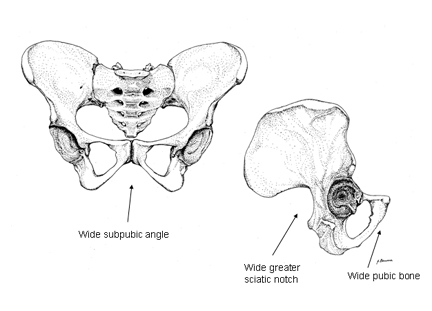 Wide subpubic angle
Wide greater
sciatic notch
Wide pubic bone